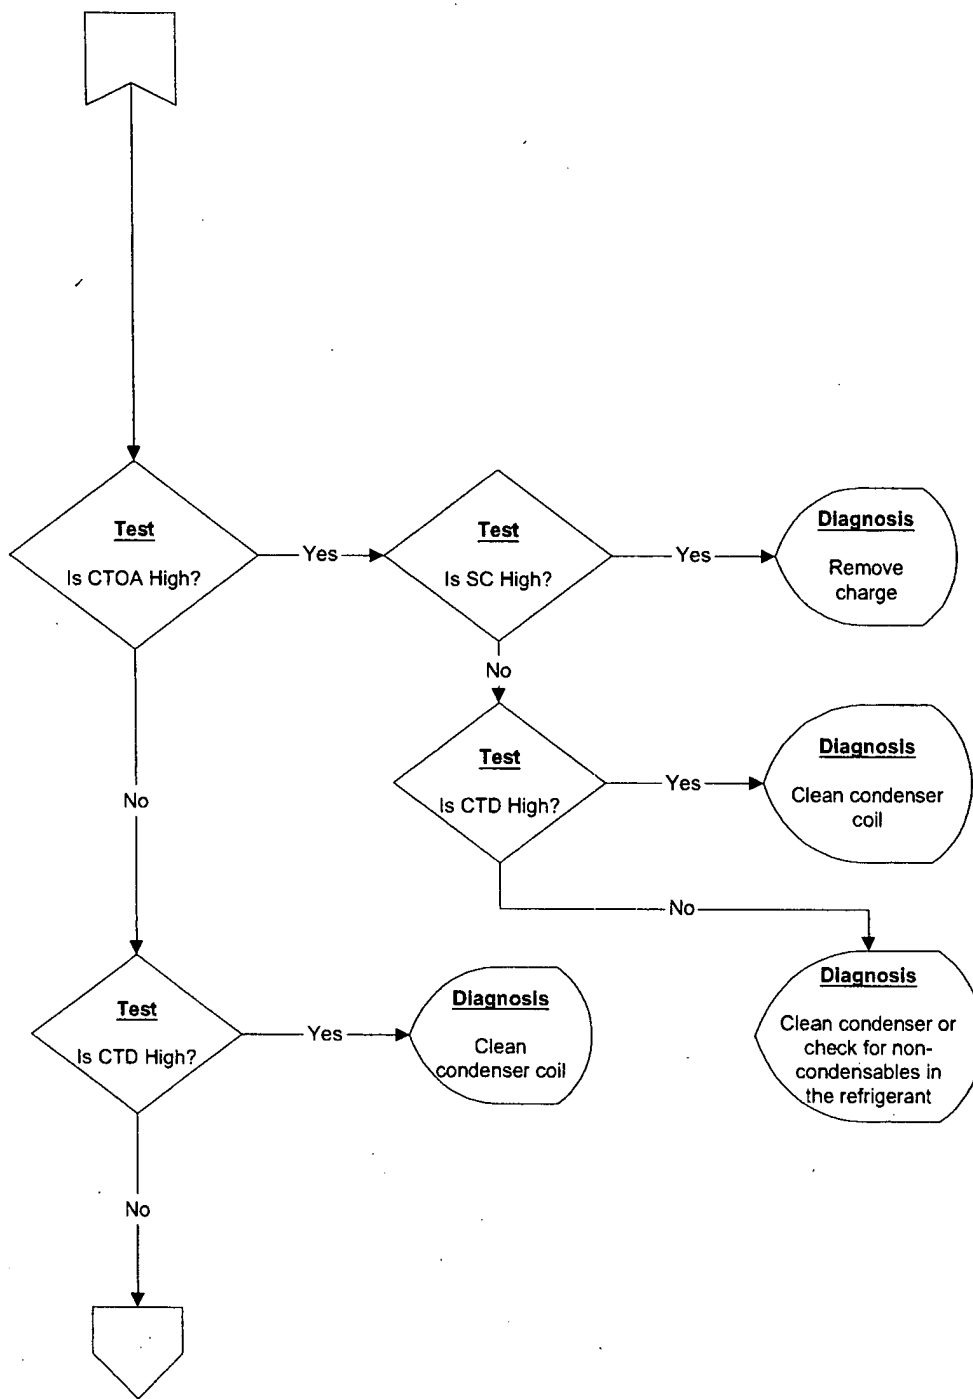 Test
Is CTOA High?
Yes
Test
Is SC High?
Yes
Diagnosis
Remove
charge
No
Test
Is CTD High?
Yes
Diagnosis
Clean condenser
coil
No
Diagnosis
Clean condenser or
check for non-
condensables in
the refrigerant
No
Test
Is CTD High?
Yes
Diagnosis
Clean
condenser coil
No